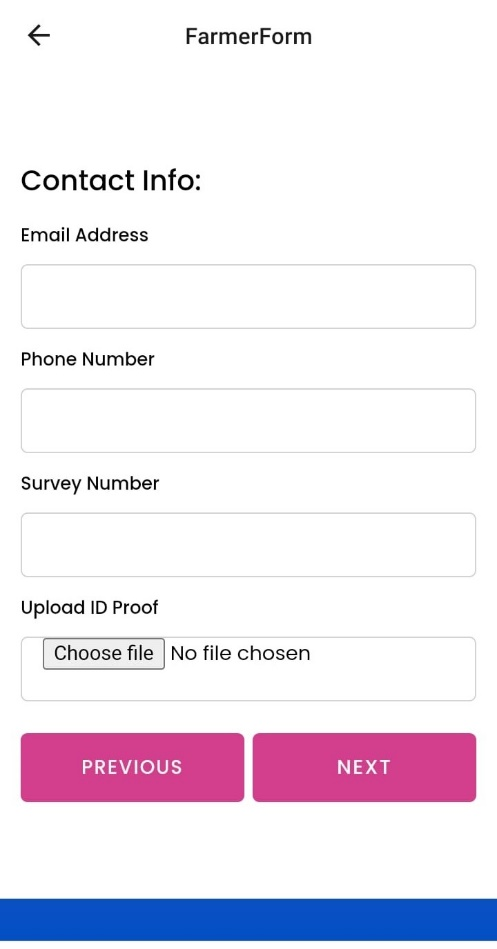 FarmerForm
Contact Info:
Email Address
Phone Number
Survey Number
Upload ID Proof
Choose file No file chosen
PREVIOUS NEXT